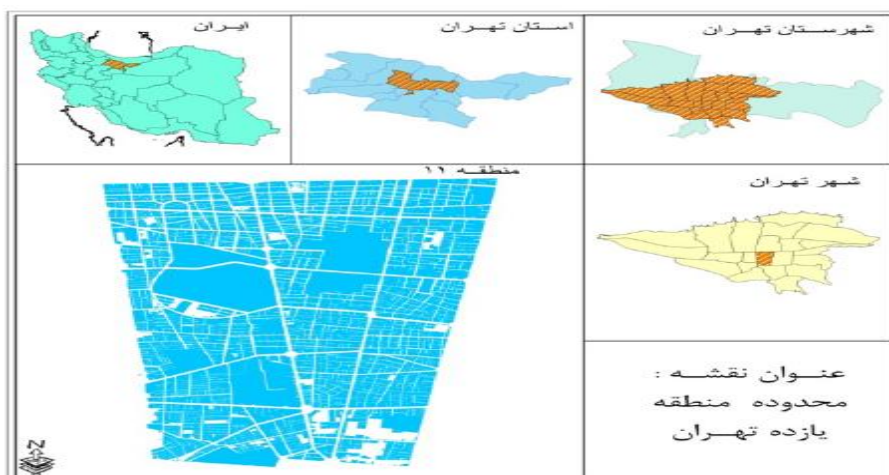 ایران
استان تهران
شهرستان تهران
منطقه ۱۱
شهر تهران
عنوان نقشه :
محدوده منطقه
یازده تهران
N